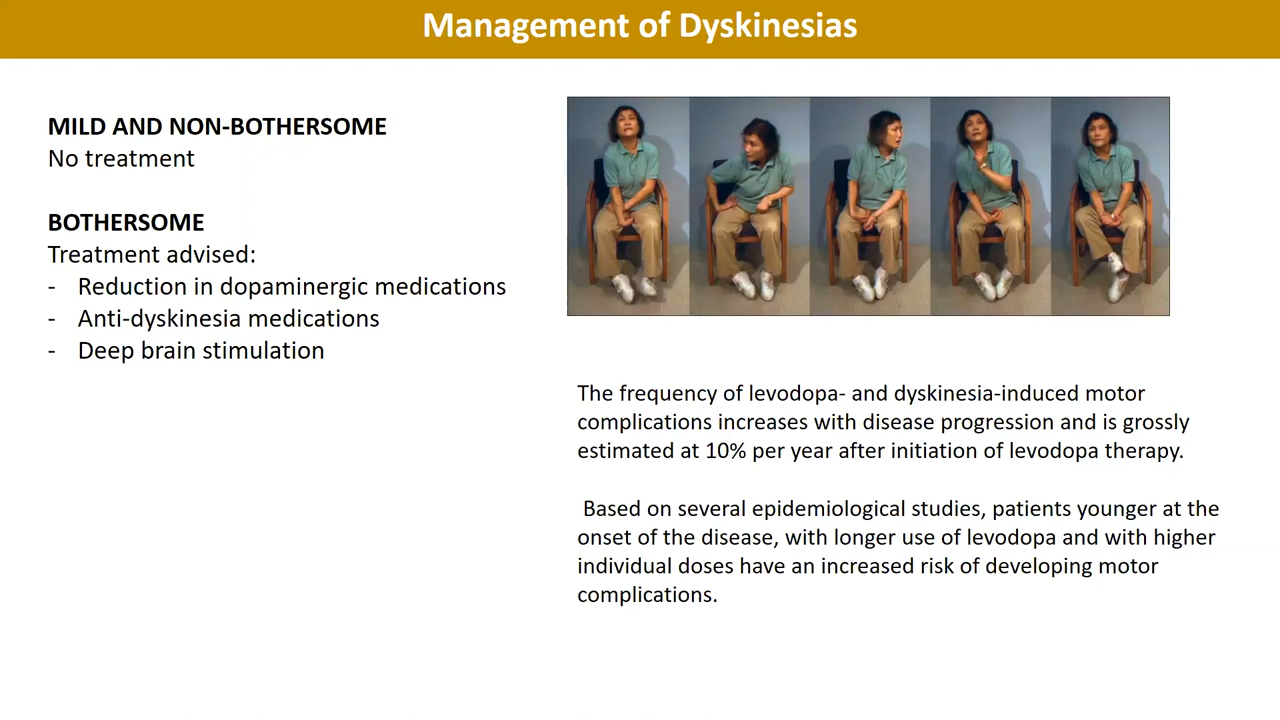 Management of Dyskinesias
MILD AND NON-BOTHERSOME
No treatment
BOTHERSOME
Treatment advised:
- Reduction in dopaminergic medications
- Anti-dyskinesia medications
- Deep brain stimulation
The frequency of levodopa- and dyskinesia-induced motor
complications increases with disease progression and is grossly
estimated at 10% per year after initiation of levodopa therapy.
Based on several epidemiological studies, patients younger at the
onset of the disease, with longer use of levodopa and with higher
individual doses have an increased risk of developing motor
complications.